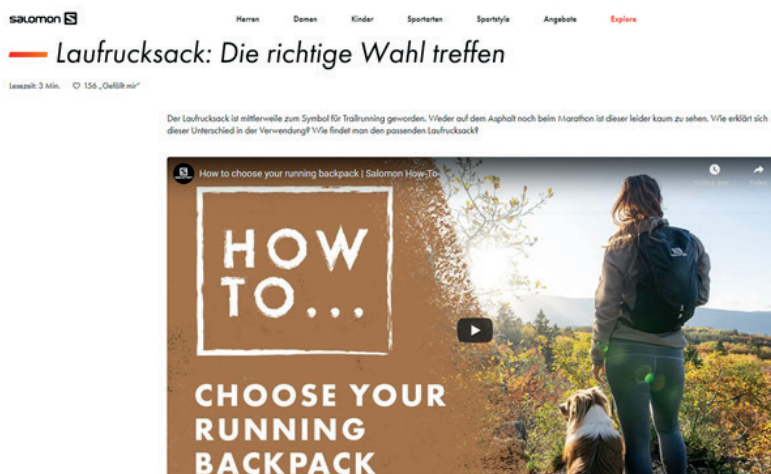 salomon S
Herren Damen Kinder Sportarten Sportstyle Angebote Explore
Laufrucksack: Die richtige Wahl treffen
Lesezeit: 3 Min. 156 „Gefällt mir“
Der Laufrucksack ist mittlerweile zum Symbol für Trailrunning geworden. Weder auf dem Asphalt noch beim Marathon ist dieser leider kaum zu sehen. Wie erklärt sich
dieser Unterschied in der Verwendung? Wie findet man den passenden Laufrucksack?
How to choose your running backpack | Salomon How-To
HOW
TO...
CHOOSE YOUR
RUNNING
BACKPACK